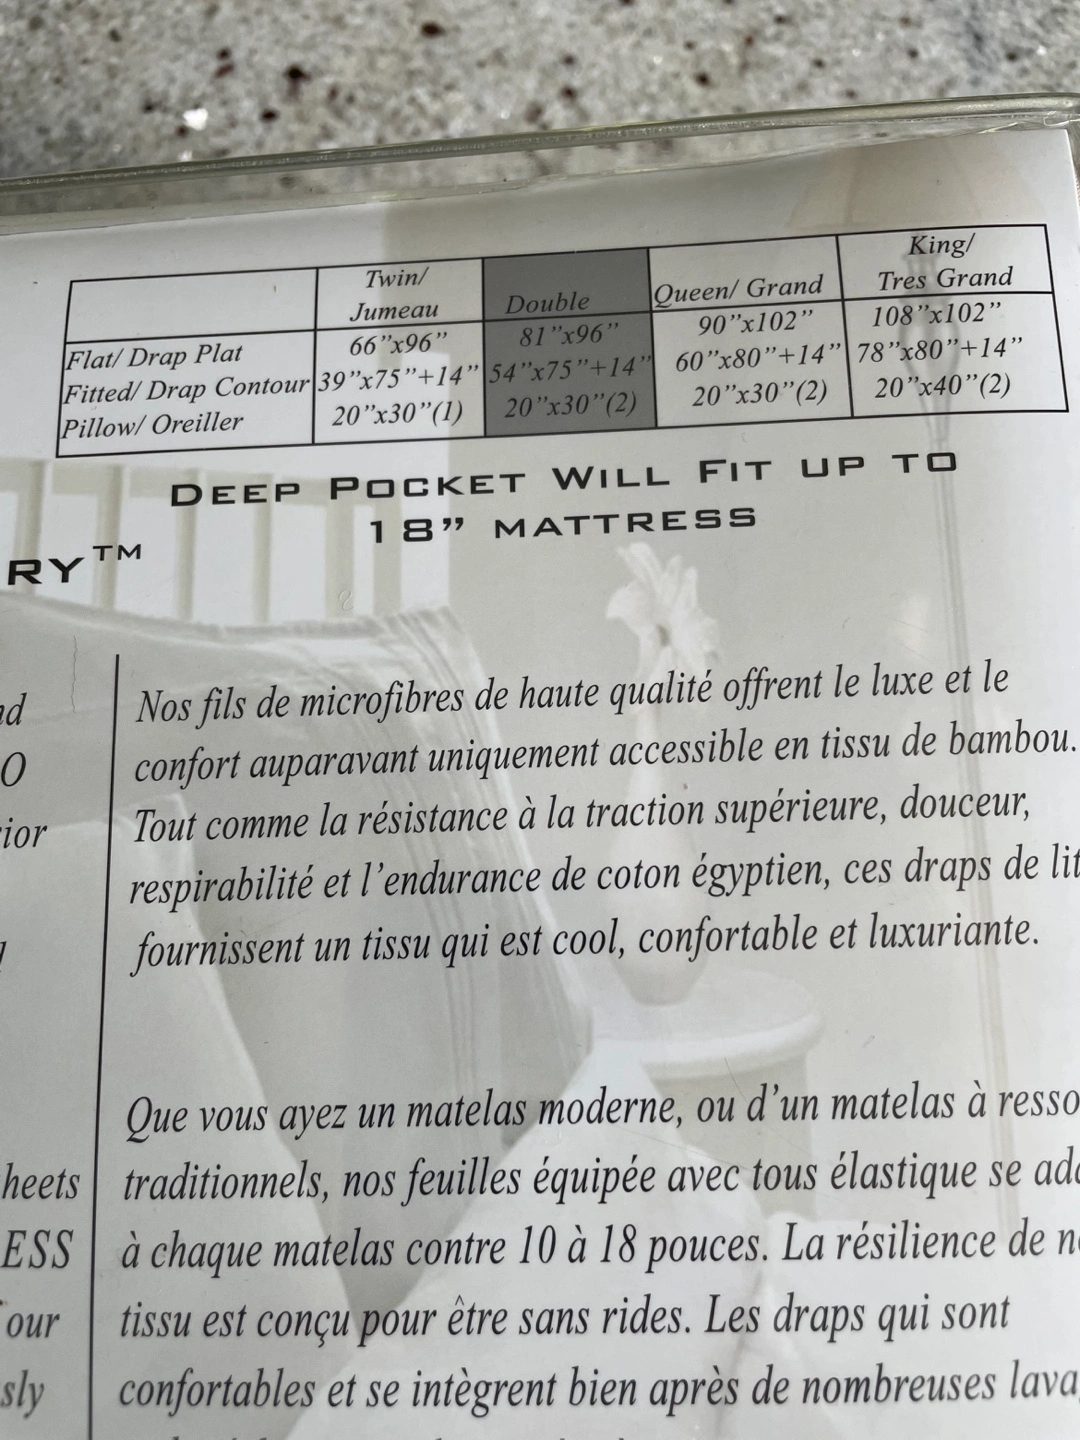 Twin/ Jumeau Double Queen/ Grand King/ Tres Grand
Flat/ Drap Plat 66"x96" 81"x96" 90"x102" 108"x102"
Fitted/ Drap Contour 39"x75"+14" 54"x75"+14" 60"x80"+14" 78"x80"+14"
Pillow/ Oreiller 20"x30"(1) 20"x30"(2) 20"x30"(2) 20"x40"(2)
DEEP POCKET WILL FIT UP TO
18" MATTRESS
RY™
Nos fils de microfibres de haute qualité offrent le luxe et le
confort auparavant uniquement accessible en tissu de bambou.
Tout comme la résistance à la traction supérieure, douceur,
respirabilité et l'endurance de coton égyptien, ces draps de lit
fournissent un tissu qui est cool, confortable et luxuriante.
Que vous ayez un matelas moderne, ou d'un matelas à resso
traditionnels, nos feuilles équipée avec tous élastique se ad
à chaque matelas contre 10 à 18 pouces. La résilience de n
tissu est conçu pour être sans rides. Les draps qui sont
confortables et se intègrent bien après de nombreuses lava
O
ior
heets
ESS
our
sly